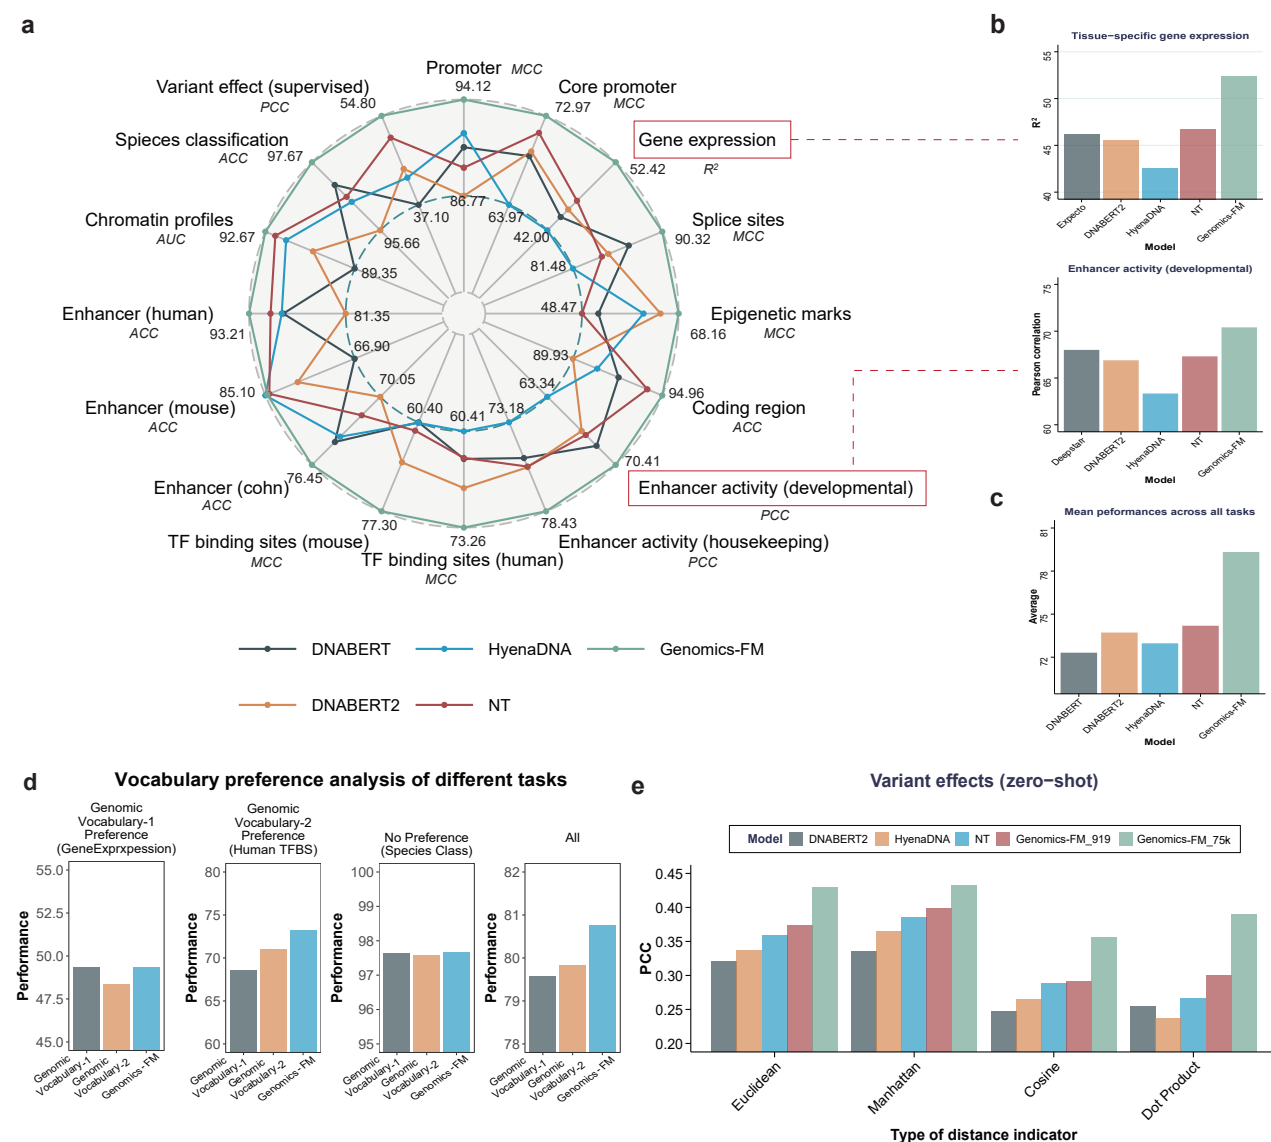 a
Promoter MCC
94.12
Variant effect (supervised)
PCC
54.80
Core promoter
MCC
72.97
Spieces classification
ACC
97.67
Gene expression
R²
52.42
Chromatin profiles
AUC
92.67
Splice sites
MCC
90.32
Enhancer (human)
ACC
93.21
Epigenetic marks
MCC
68.16
Enhancer (mouse)
ACC
85.10
Coding region
ACC
94.96
Enhancer (cohn)
ACC
76.45
Enhancer activity (developmental)
PCC
70.41
TF binding sites (mouse)
MCC
77.30
TF binding sites (human)
MCC
73.26
Enhancer activity (housekeeping)
PCC
78.43
86.77
37.10
63.97
95.66
42.00
89.35
81.48
81.35
48.47
66.90
89.93
70.05
63.34
60.40
60.41
73.18
DNABERT
HyenaDNA
Genomics-FM
DNABERT2
NT
b
Tissue−specific gene expression
R²
55
50
45
40
Expecto
DNABERT2
HyenaDNA
NT
Genomics-FM
Model
Enhancer activity (developmental)
Pearson correlation
75
70
65
60
Deepstarr
DNABERT2
HyenaDNA
NT
Genomics-FM
Model
c
Mean peformances across all tasks
Average
81
78
75
72
DNABERT
DNABERT2
HyenaDNA
NT
Genomics-FM
Model
d
Vocabulary preference analysis of different tasks
Genomic
Vocabulary-1
Preference
(GeneExprxpession)
Performance
55.0
52.5
50.0
47.5
45.0
Genomic
Vocabulary-1
Genomic
Vocabulary-2
Genomics-FM
Genomic
Vocabulary-2
Preference
(Human TFBS)
Performance
80
75
70
65
60
Genomic
Vocabulary-1
Genomic
Vocabulary-2
Genomics-FM
No Preference
(Species Class)
Performance
100
99
98
97
96
95
Genomic
Vocabulary-1
Genomic
Vocabulary-2
Genomics-FM
All
Performance
82
81
80
79
78
Genomic
Vocabulary-1
Genomic
Vocabulary-2
Genomics-FM
e
Variant effects (zero−shot)
Model DNABERT2 HyenaDNA NT Genomics-FM_919 Genomics-FM_75k
PCC
0.45
0.40
0.35
0.30
0.25
0.20
Euclidean
Manhattan
Cosine
Dot Product
Type of distance indicator